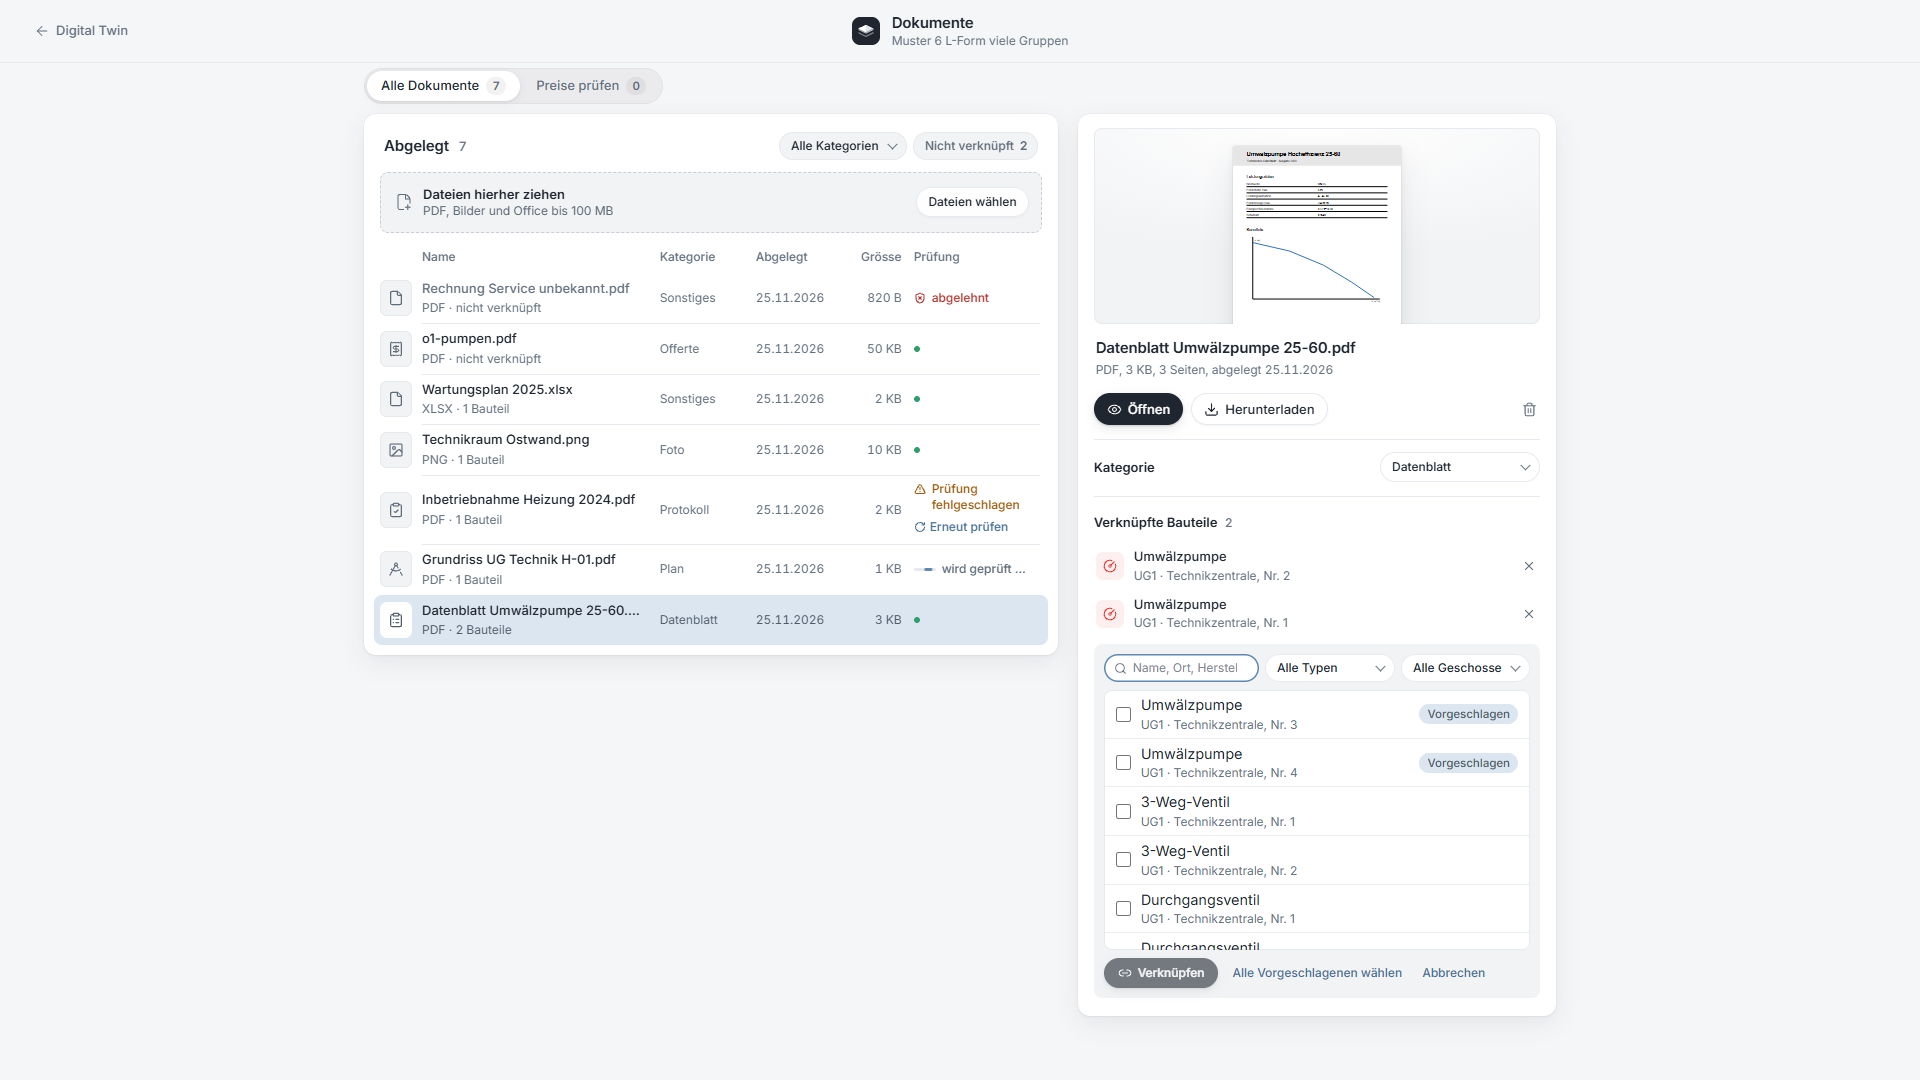 Digital Twin
Dokumente
Muster 6 L-Form viele Gruppen
Alle Dokumente 7
Preise prüfen 0
Abgelegt 7
Alle Kategorien
Nicht verknüpft 2
Dateien hierher ziehen
PDF, Bilder und Office bis 100 MB
Dateien wählen
Name Kategorie Abgelegt Grösse Prüfung
Rechnung Service unbekannt.pdf
PDF · nicht verknüpft
Sonstiges 25.11.2026 820 B abgelehnt
o1-pumpen.pdf
PDF · nicht verknüpft
Offerte 25.11.2026 50 KB
Wartungsplan 2025.xlsx
XLSX · 1 Bauteil
Sonstiges 25.11.2026 2 KB
Technikraum Ostwand.png
PNG · 1 Bauteil
Foto 25.11.2026 10 KB
Inbetriebnahme Heizung 2024.pdf
PDF · 1 Bauteil
Protokoll 25.11.2026 2 KB
Prüfung
fehlgeschlagen
Erneut prüfen
Grundriss UG Technik H-01.pdf
PDF · 1 Bauteil
Plan 25.11.2026 1 KB wird geprüft ...
Datenblatt Umwälzpumpe 25-60....
PDF · 2 Bauteile
Datenblatt 25.11.2026 3 KB
Umwälzpumpe Hocheffizienz 25-60
Datenblatt Umwälzpumpe 25-60.pdf
PDF, 3 KB, 3 Seiten, abgelegt 25.11.2026
Öffnen
Herunterladen
Kategorie
Datenblatt
Verknüpfte Bauteile 2
Umwälzpumpe
UG1 · Technikzentrale, Nr. 2
Umwälzpumpe
UG1 · Technikzentrale, Nr. 1
Name, Ort, Herstel
Alle Typen
Alle Geschosse
Umwälzpumpe
UG1 · Technikzentrale, Nr. 3
Vorgeschlagen
Umwälzpumpe
UG1 · Technikzentrale, Nr. 4
Vorgeschlagen
3-Weg-Ventil
UG1 · Technikzentrale, Nr. 1
3-Weg-Ventil
UG1 · Technikzentrale, Nr. 2
Durchgangsventil
UG1 · Technikzentrale, Nr. 1
Durchgangsventil
Verknüpfen
Alle Vorgeschlagenen wählen
Abbrechen